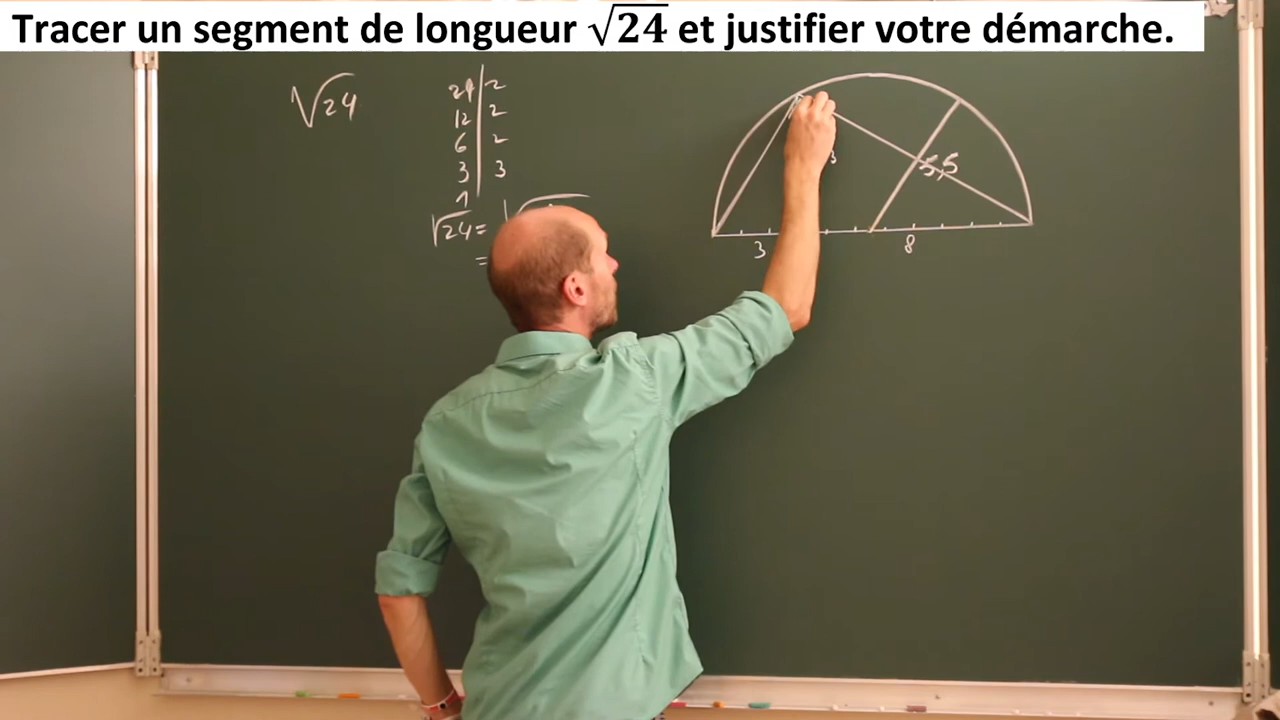 Tracer un segment de longueur √24 et justifier votre démarche.
√24
24 | 2
12 | 2
6 | 2
3 | 3
1
√24 = √
=
3
5,5
3
8